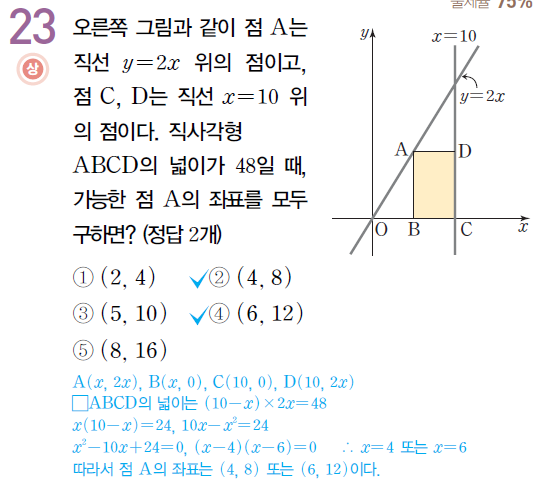 출제율 75%
23
상
오른쪽 그림과 같이 점 A는
직선 y=2x 위의 점이고,
점 C, D는 직선 x=10 위
의 점이다. 직사각형
ABCD의 넓이가 48일 때,
가능한 점 A의 좌표를 모두
구하면? (정답 2개)
y
x=10
y=2x
A
D
O
B
C
x
① (2, 4) ② (4, 8)
③ (5, 10) ④ (6, 12)
⑤ (8, 16)
A(x, 2x), B(x, 0), C(10, 0), D(10, 2x)
□ABCD의 넓이는 (10-x)×2x=48
x(10-x)=24, 10x-x²=24
x²-10x+24=0, (x-4)(x-6)=0 ∴ x=4 또는 x=6
따라서 점 A의 좌표는 (4, 8) 또는 (6, 12)이다.